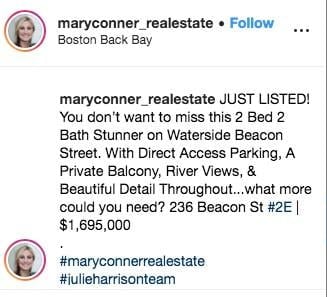 maryconner_realestate • Follow
Boston Back Bay
...
maryconner_realestate JUST LISTED!
You don't want to miss this 2 Bed 2
Bath Stunner on Waterside Beacon
Street. With Direct Access Parking, A
Private Balcony, River Views, &
Beautiful Detail Throughout...what more
could you need? 236 Beacon St #2E |
$1,695,000
.
#maryconnerrealestate
#julieharrisonteam